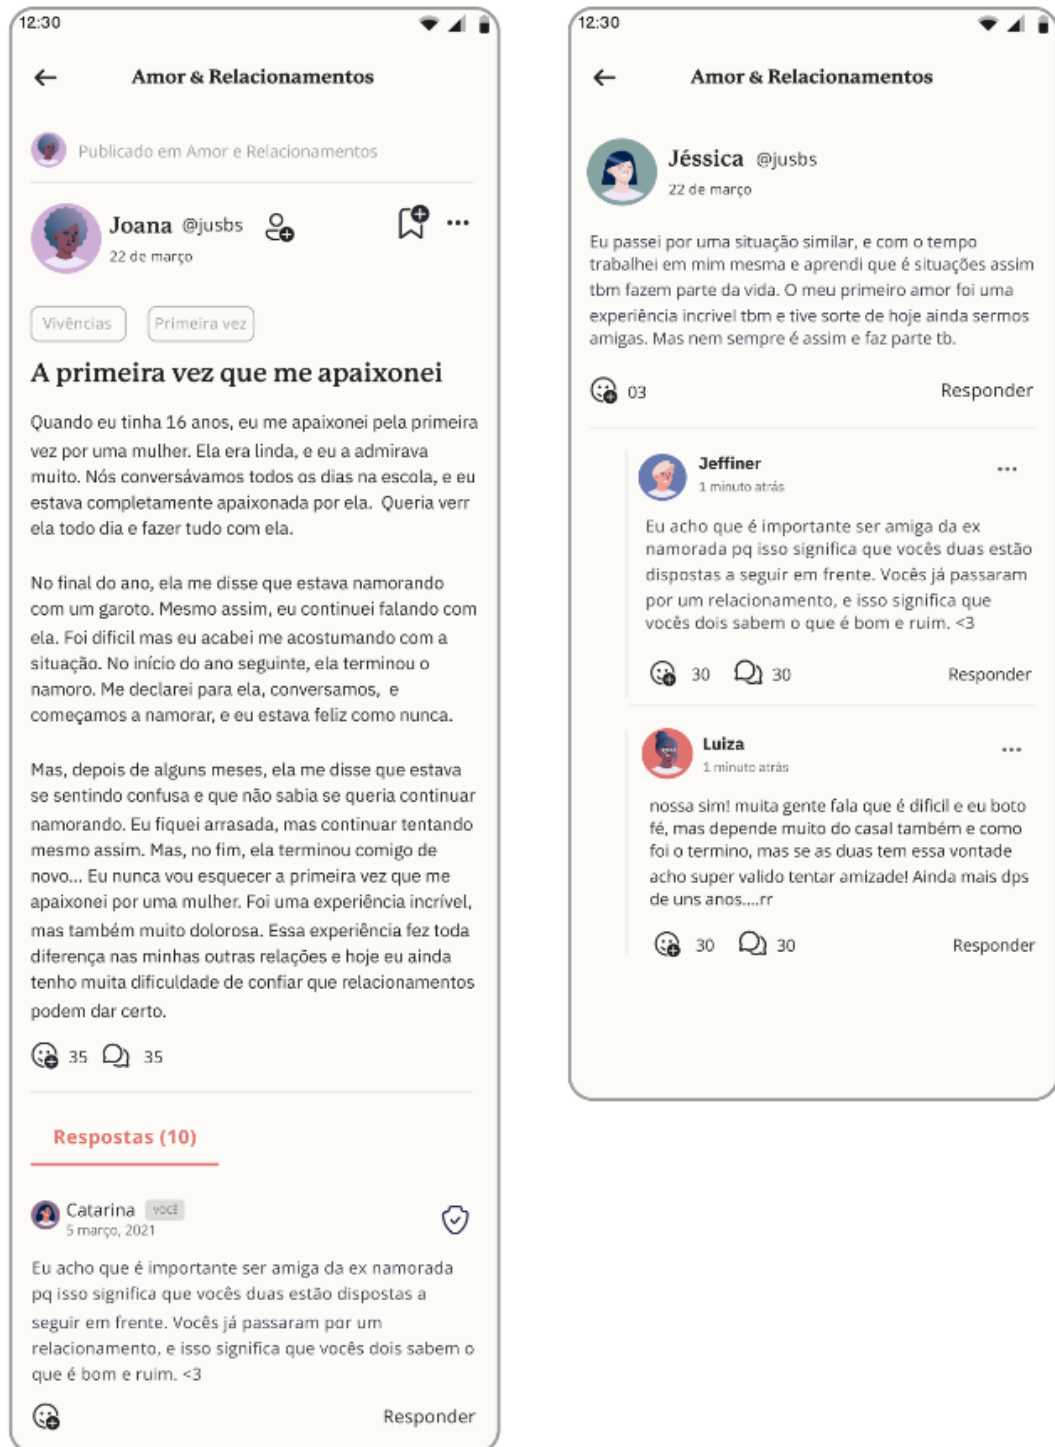 12:30
Amor & Relacionamentos
Publicado em Amor e Relacionamentos
Joana @jusbs
22 de março
Vivências Primeira vez
A primeira vez que me apaixonei
Quando eu tinha 16 anos, eu me apaixonei pela primeira
vez por uma mulher. Ela era linda, e eu a admirava
muito. Nós conversávamos todos os dias na escola, e eu
estava completamente apaixonada por ela. Queria verr
ela todo dia e fazer tudo com ela.
No final do ano, ela me disse que estava namorando
com um garoto. Mesmo assim, eu continuei falando com
ela. Foi dificil mas eu acabei me acostumando com a
situação. No início do ano seguinte, ela terminou o
namoro. Me declarei para ela, conversamos, e
começamos a namorar, e eu estava feliz como nunca.
Mas, depois de alguns meses, ela me disse que estava
se sentindo confusa e que não sabia se queria continuar
namorando. Eu fiquei arrasada, mas continuar tentando
mesmo assim. Mas, no fim, ela terminou comigo de
novo... Eu nunca vou esquecer a primeira vez que me
apaixonei por uma mulher. Foi uma experiência incrível,
mas também muito dolorosa. Essa experiência fez toda
diferença nas minhas outras relações e hoje eu ainda
tenho muita dificuldade de confiar que relacionamentos
podem dar certo.
35 35
Respostas (10)
Catarina VOCÊ
5 março, 2021
Eu acho que é importante ser amiga da ex namorada
pq isso significa que vocês duas estão dispostas a
seguir em frente. Vocês já passaram por um
relacionamento, e isso significa que vocês dois sabem o
que é bom e ruim. <3
Responder
12:30
Amor & Relacionamentos
Jéssica @jusbs
22 de março
Eu passei por uma situação similar, e com o tempo
trabalhei em mim mesma e aprendi que é situações assim
tbm fazem parte da vida. O meu primeiro amor foi uma
experiência incrivel tbm e tive sorte de hoje ainda sermos
amigas. Mas nem sempre é assim e faz parte tb.
03 Responder
Jeffiner
1 minuto atrás
Eu acho que é importante ser amiga da ex
namorada pq isso significa que vocês duas estão
dispostas a seguir em frente. Vocês já passaram
por um relacionamento, e isso significa que
vocês dois sabem o que é bom e ruim. <3
30 30 Responder
Luiza
1 minuto atrás
nossa sim! muita gente fala que é dificil e eu boto
fé, mas depende muito do casal também e como
foi o termino, mas se as duas tem essa vontade
acho super valido tentar amizade! Ainda mais dps
de uns anos....rr
30 30 Responder